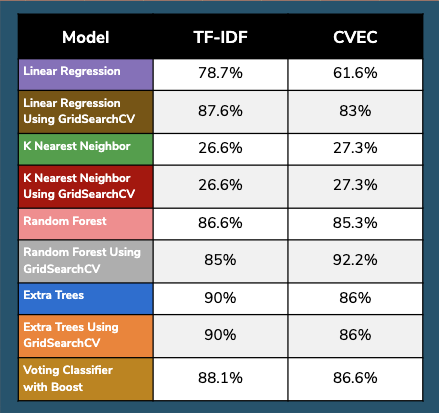 Model TF-IDF CVEC
Linear Regression 78.7% 61.6%
Linear Regression
Using GridSearchCV 87.6% 83%
K Nearest Neighbor 26.6% 27.3%
K Nearest Neighbor
Using GridSearchCV 26.6% 27.3%
Random Forest 86.6% 85.3%
Random Forest Using
GridSearchCV 85% 92.2%
Extra Trees 90% 86%
Extra Trees Using
GridSearchCV 90% 86%
Voting Classifier
with Boost 88.1% 86.6%